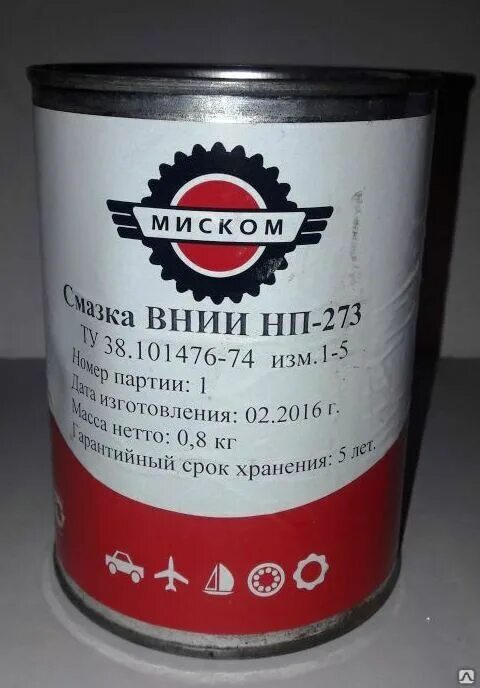 МИСКОМ
Смазка ВНИИ НП-273
ТУ 38.101476-74 изм.1-5
Номер партии: 1
Дата изготовления: 02.2016 г.
Масса нетто: 0,8 кг
Гарантийный срок хранения: 5 лет.